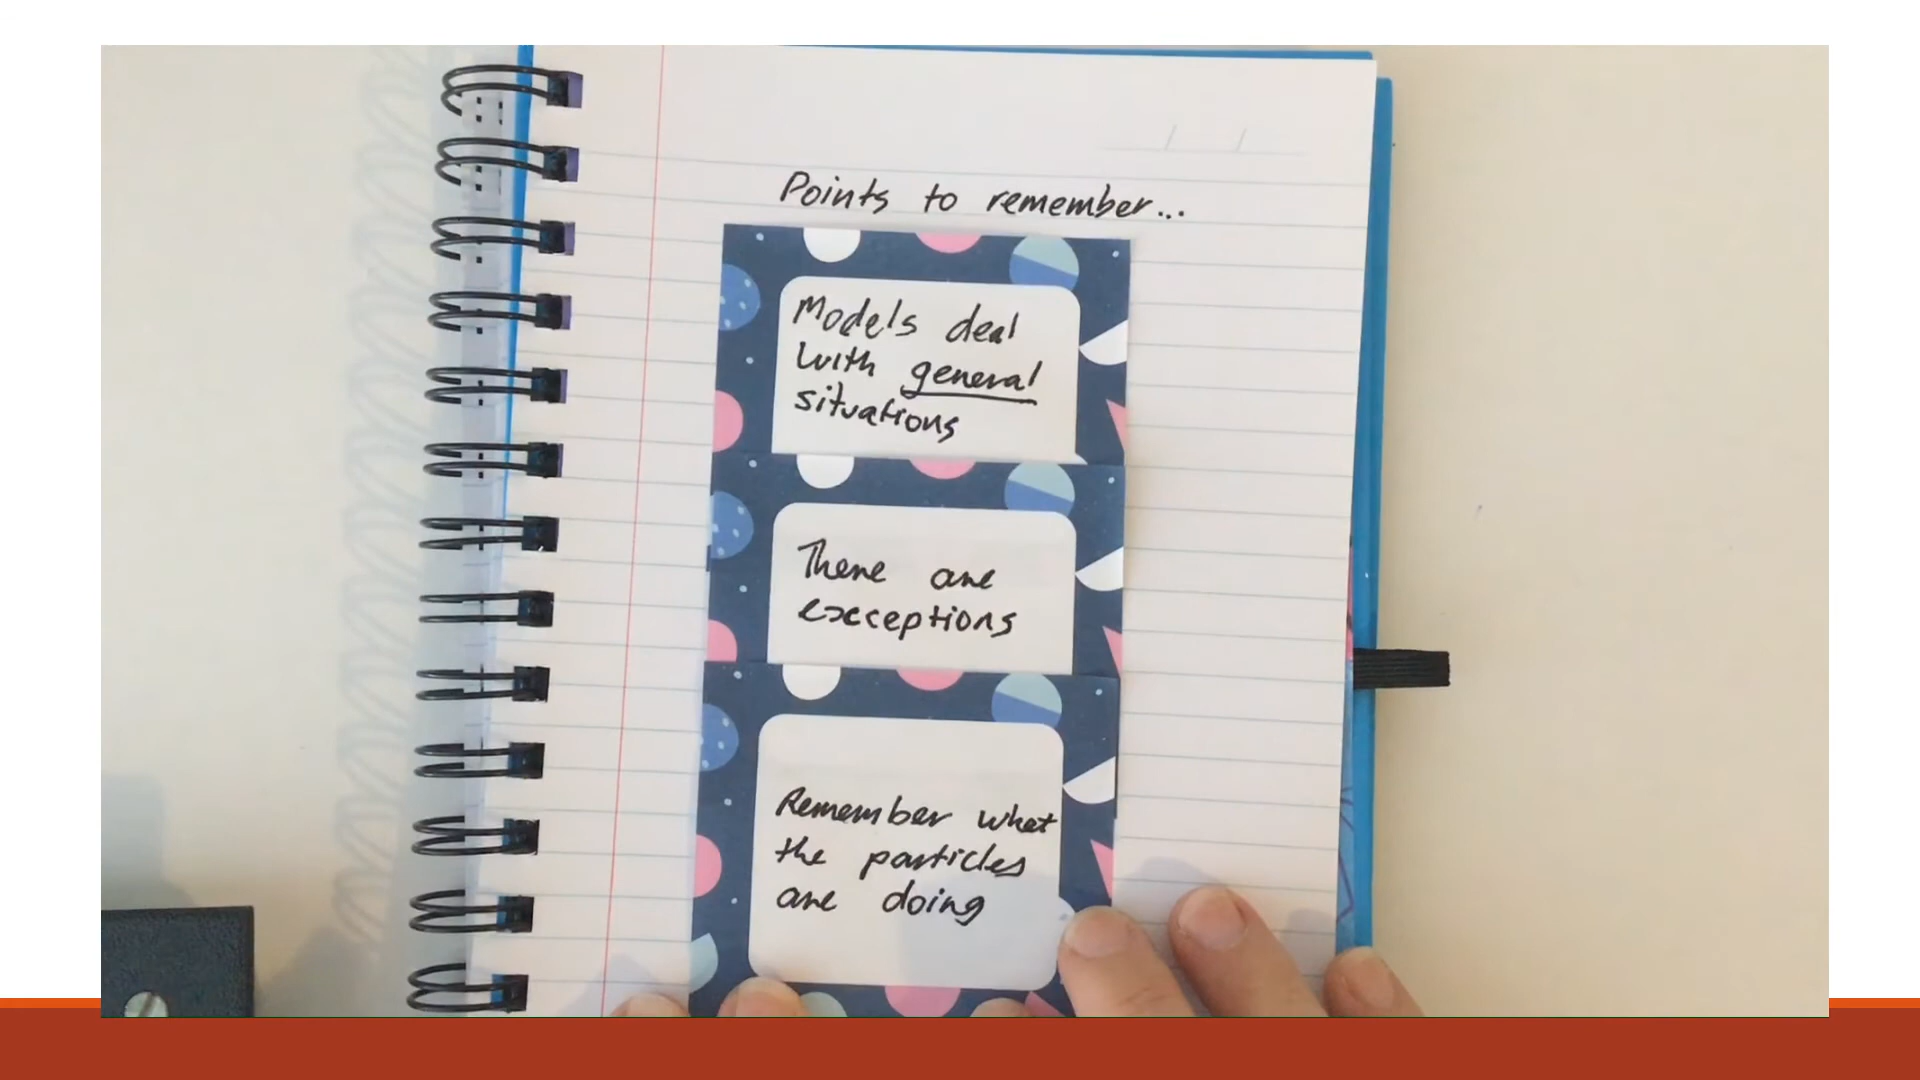 Points to remember...
Models deal
with general
situations
There are
exceptions
Remember what
the particles
are doing